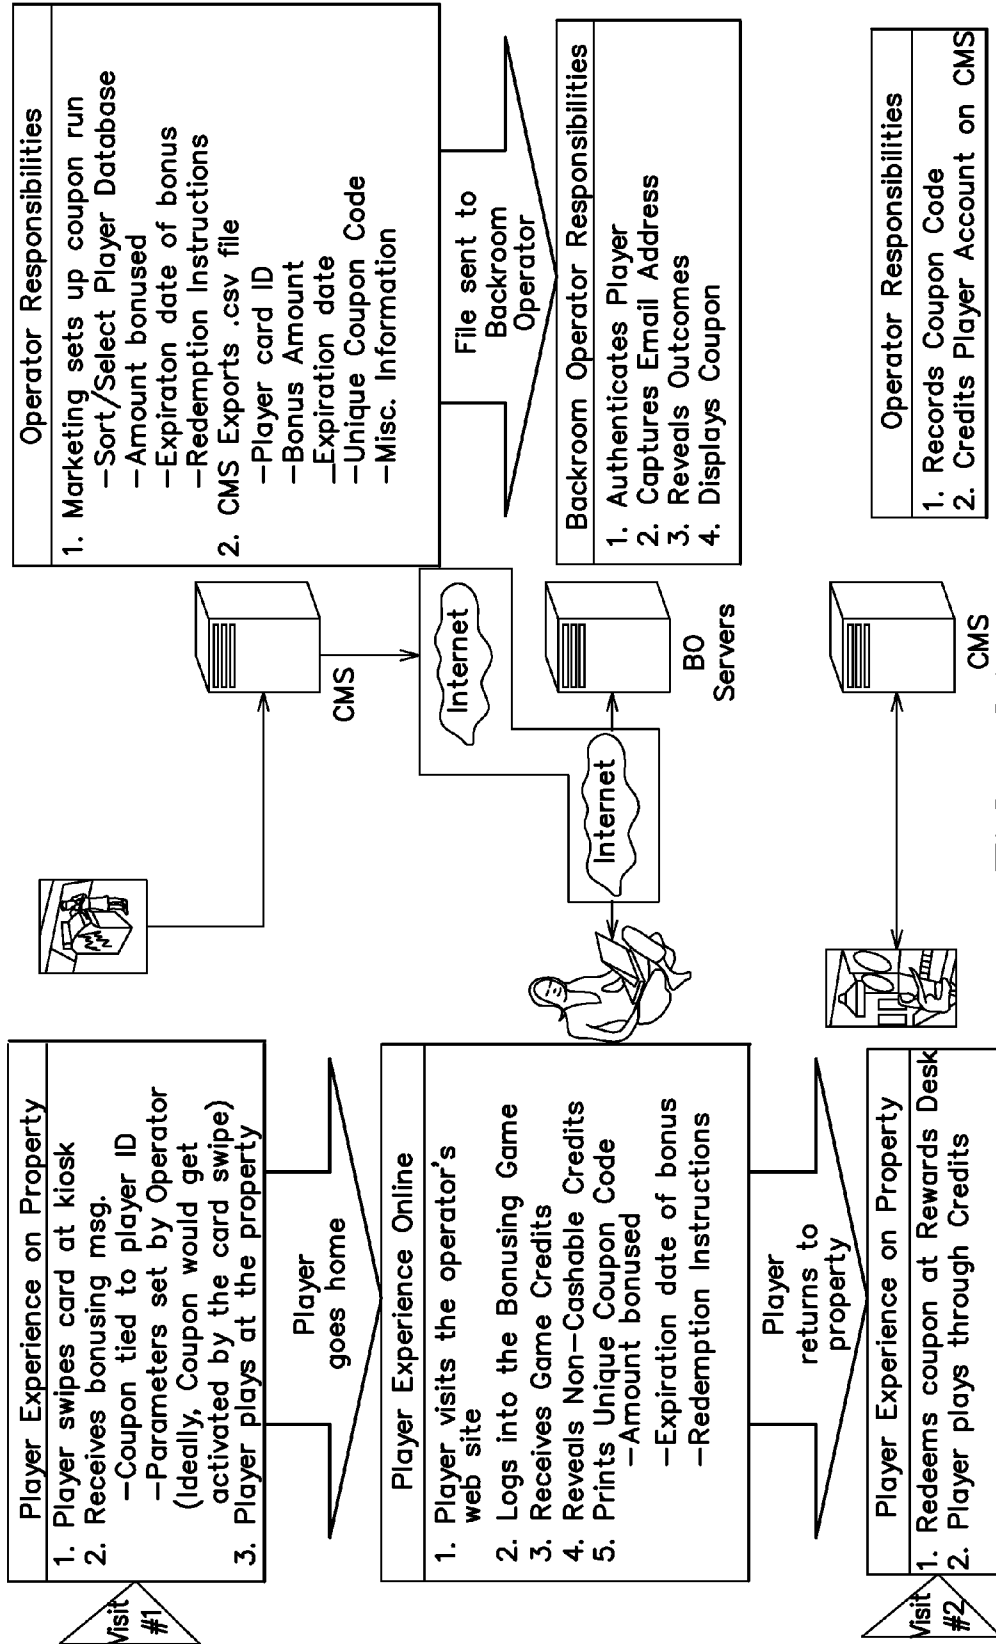 Visit
#1
Player Experience on Property
1. Player swipes card at kiosk
2. Receives bonusing msg.
–Coupon tied to player ID
–Parameters set by Operator
(Ideally, Coupon would get
activated by the card swipe)
3. Player plays at the property
Player
goes home
Player Experience Online
1. Player visits the operator's
web site
2. Logs into the Bonusing Game
3. Receives Game Credits
4. Reveals Non–Cashable Credits
5. Prints Unique Coupon Code
–Amount bonused
–Expiration date of bonus
–Redemption Instructions
Player
returns to
property
Visit
#2
Player Experience on Property
1. Redeems coupon at Rewards Desk
2. Player plays through Credits
CMS
Internet
Internet
BO
Servers
CMS
Operator Responsibilities
1. Marketing sets up coupon run
–Sort/Select Player Database
–Amount bonused
–Expiraton date of bonus
–Redemption Instructions
2. CMS Exports .csv file
–Player card ID
–Bonus Amount
–Expiration date
–Unique Coupon Code
–Misc. Information
File sent to
Backroom
Operator
Backroom Operator Responsibilities
1. Authenticates Player
2. Captures Email Address
3. Reveals Outcomes
4. Displays Coupon
Operator Responsibilities
1. Records Coupon Code
2. Credits Player Account on CMS